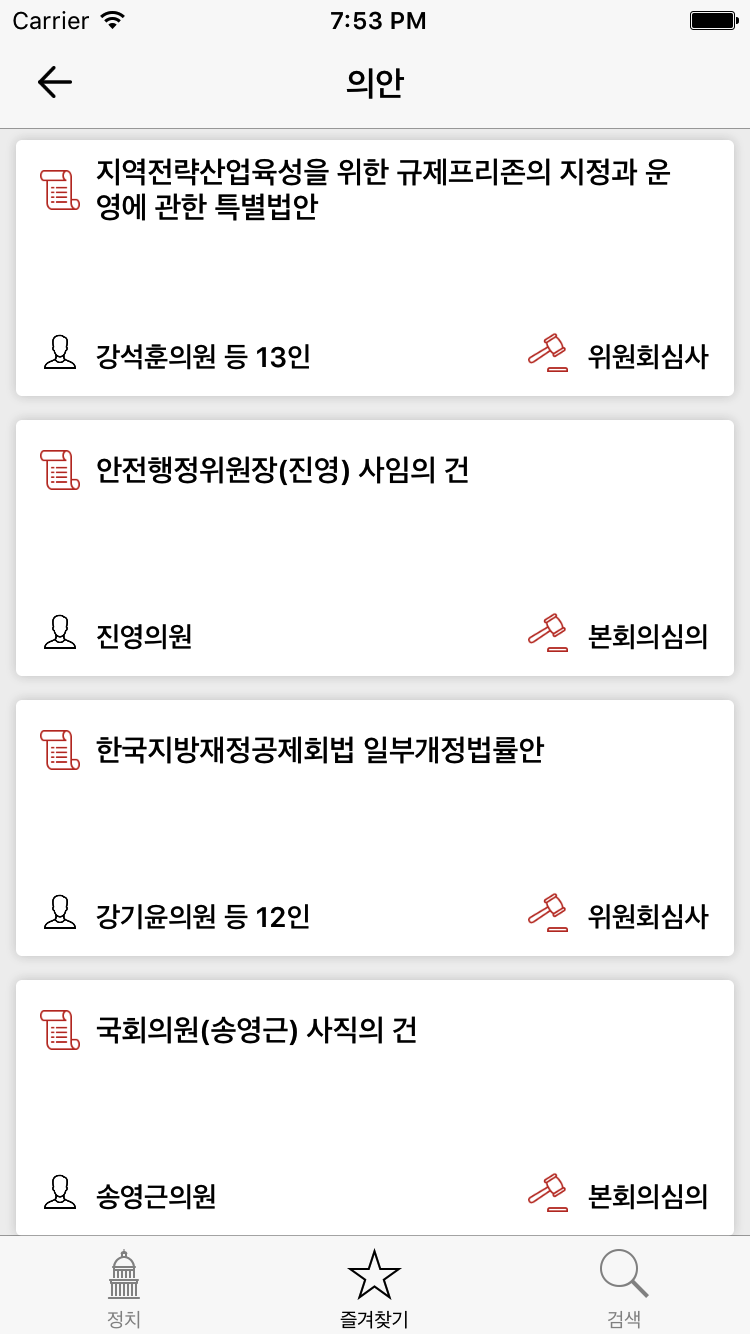 Carrier 7:53 PM
의안
지역전략산업육성을 위한 규제프리존의 지정과 운
영에 관한 특별법안
강석훈의원 등 13인 위원회심사
안전행정위원장(진영) 사임의 건
진영의원 본회의심의
한국지방재정공제회법 일부개정법률안
강기윤의원 등 12인 위원회심사
국회의원(송영근) 사직의 건
송영근의원 본회의심의
정치 즐겨찾기 검색